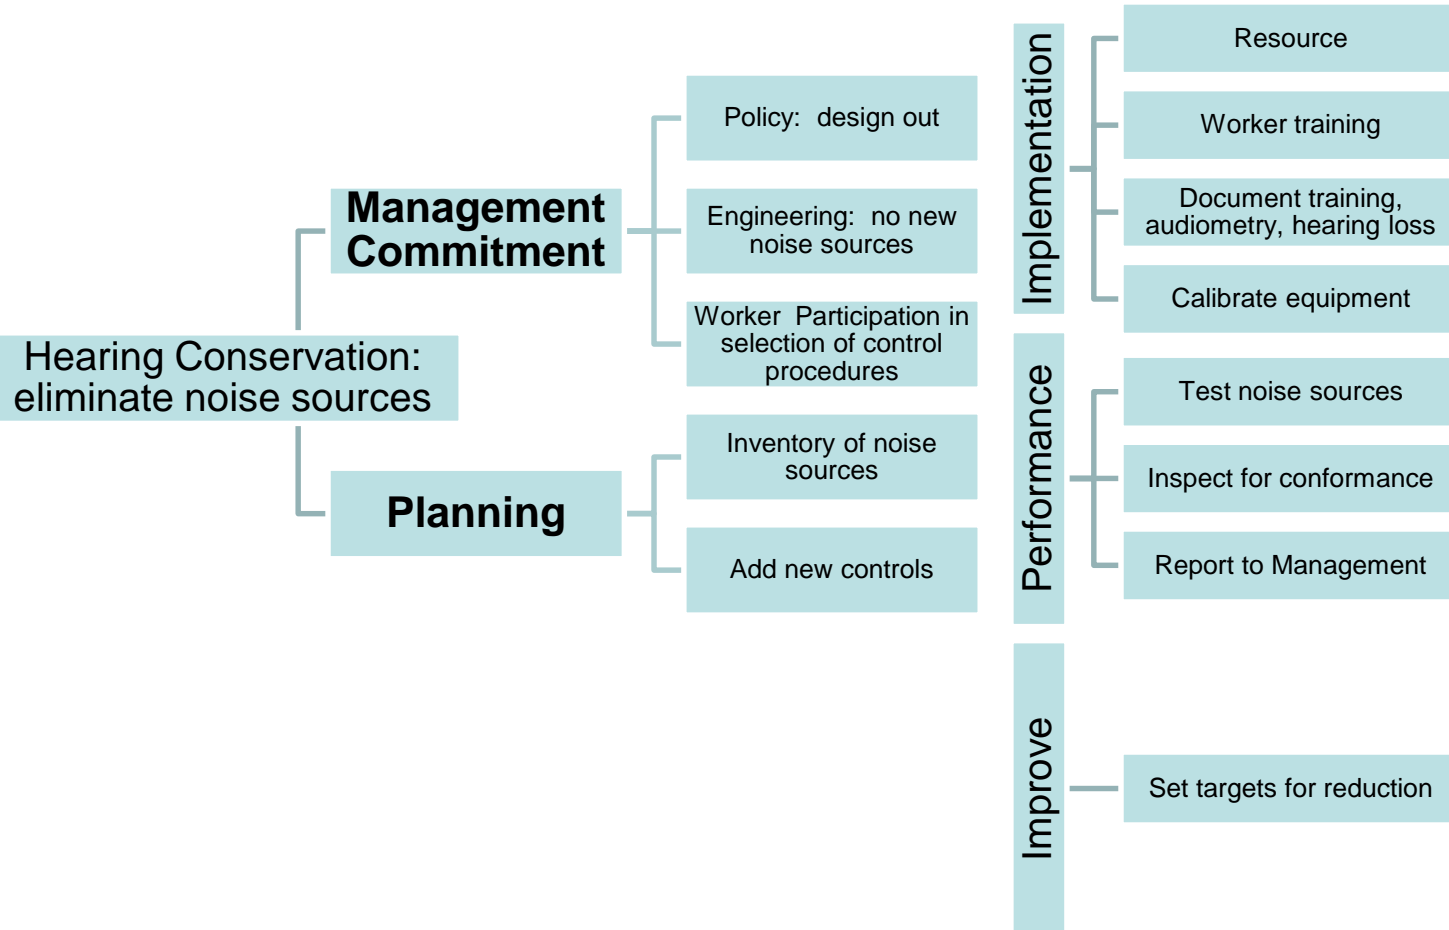 Hearing Conservation:
eliminate noise sources
Management
Commitment
Policy:  design out
Engineering:  no new
noise sources
Worker  Participation in
selection of control
procedures
Planning
Inventory of noise
sources
Add new controls
Implementation
Resource
Worker training
Document training,
audiometry, hearing loss
Calibrate equipment
Performance
Test noise sources
Inspect for conformance
Report to Management
Improve
Set targets for reduction